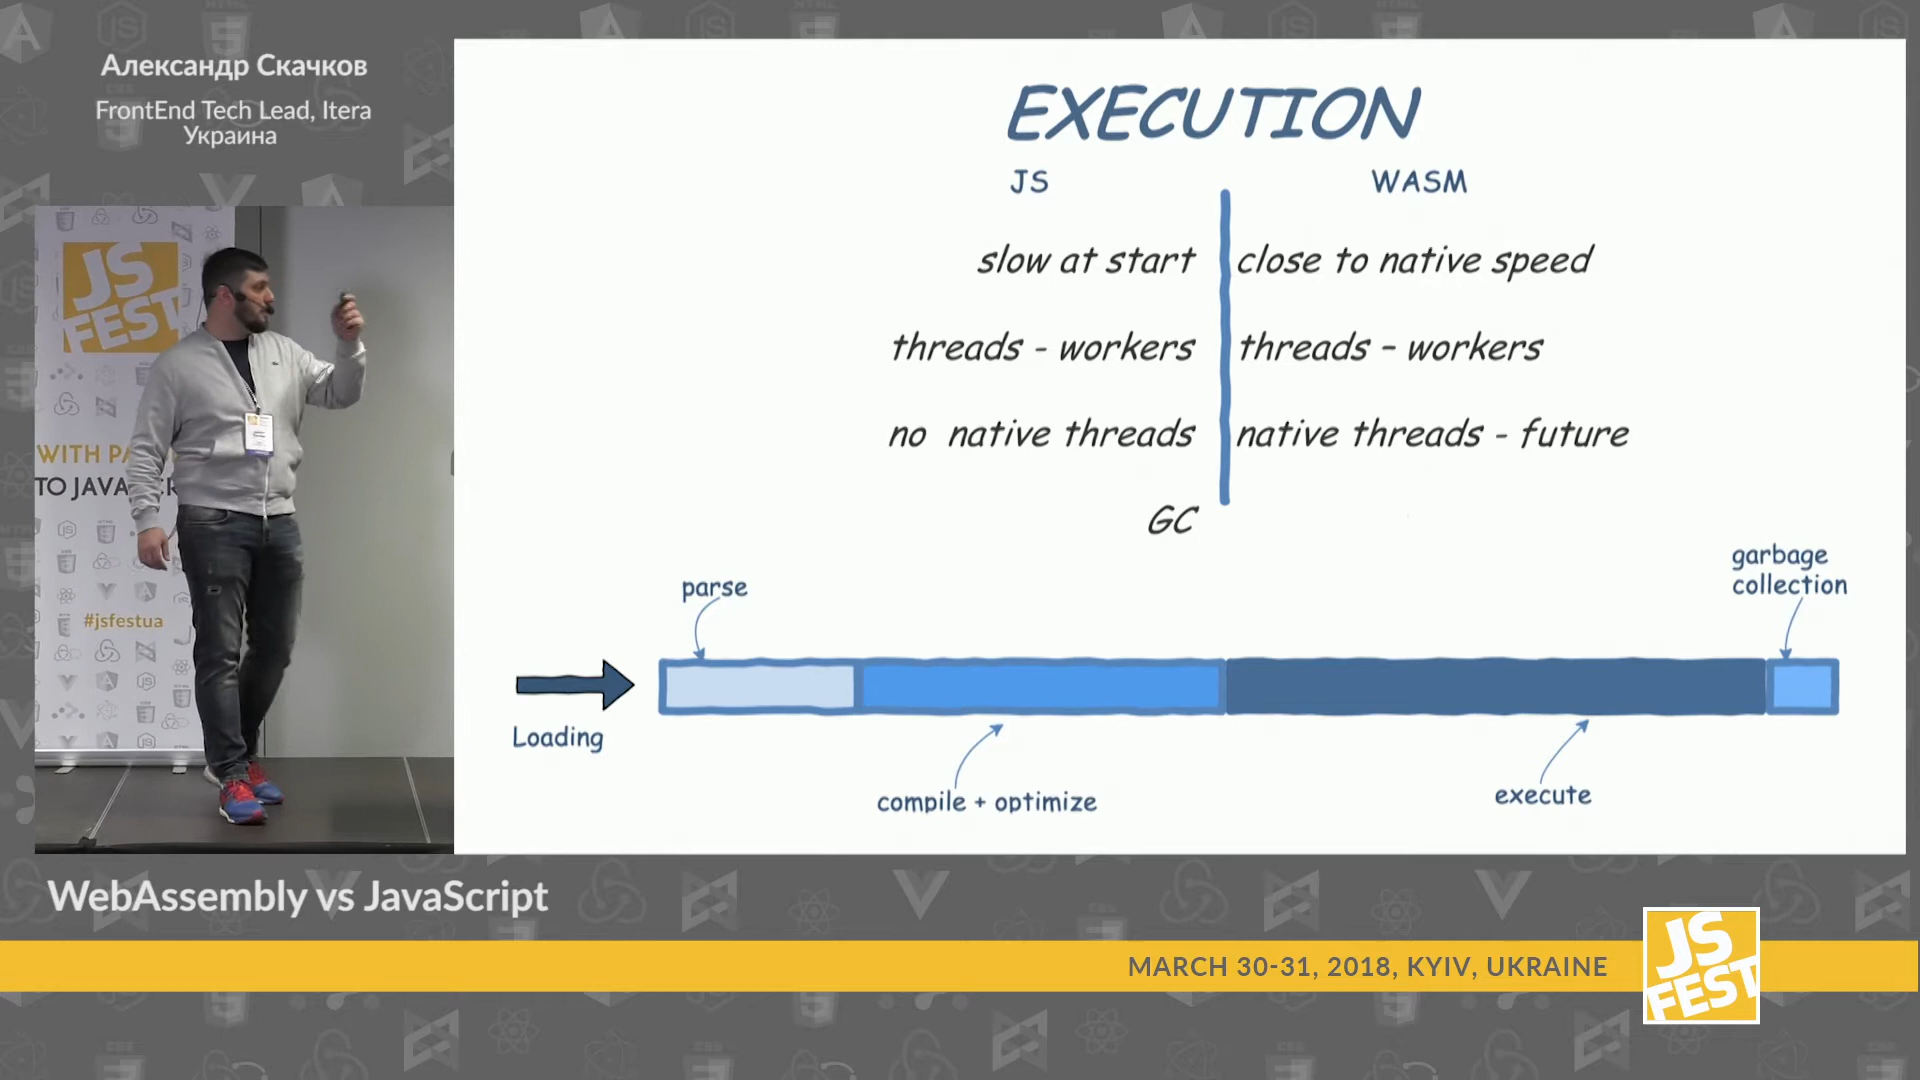 Александр Скачков
FrontEnd Tech Lead, Itera
Украина
EXECUTION
JS
WASM
slow at start
close to native speed
threads - workers
threads - workers
no native threads
native threads - future
GC
garbage
collection
parse
Loading
compile + optimize
execute
JS
FEST
WITH
TO
#jsfestua
WebAssembly vs JavaScript
MARCH 30-31, 2018, KYIV, UKRAINE
JS
FEST